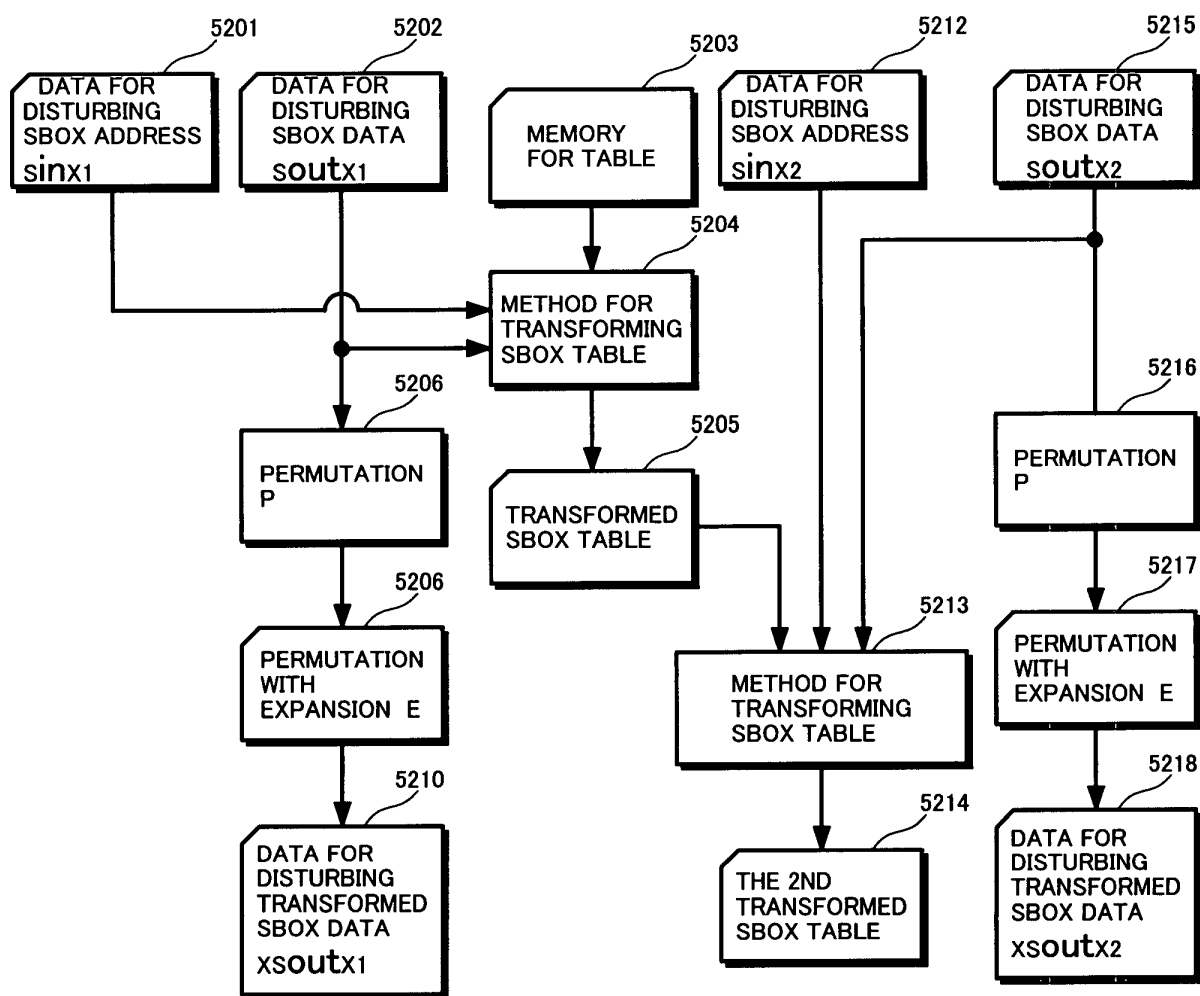 5201
5202
5203
5212
5215
DATA FOR
DISTURBING
SBOX ADDRESS
sinX1
DATA FOR
DISTURBING
SBOX DATA
soutX1
MEMORY
FOR TABLE
DATA FOR
DISTURBING
SBOX ADDRESS
sinX2
DATA FOR
DISTURBING
SBOX DATA
soutX2
5204
METHOD FOR
TRANSFORMING
SBOX TABLE
5206
PERMUTATION
P
5205
TRANSFORMED
SBOX TABLE
5216
PERMUTATION
P
5206
PERMUTATION
WITH
EXPANSION E
5213
METHOD FOR
TRANSFORMING
SBOX TABLE
5217
PERMUTATION
WITH
EXPANSION E
5210
DATA FOR
DISTURBING
TRANSFORMED
SBOX DATA
xsoutX1
5214
THE 2ND
TRANSFORMED
SBOX TABLE
5218
DATA FOR
DISTURBING
TRANSFORMED
SBOX DATA
xsoutX2